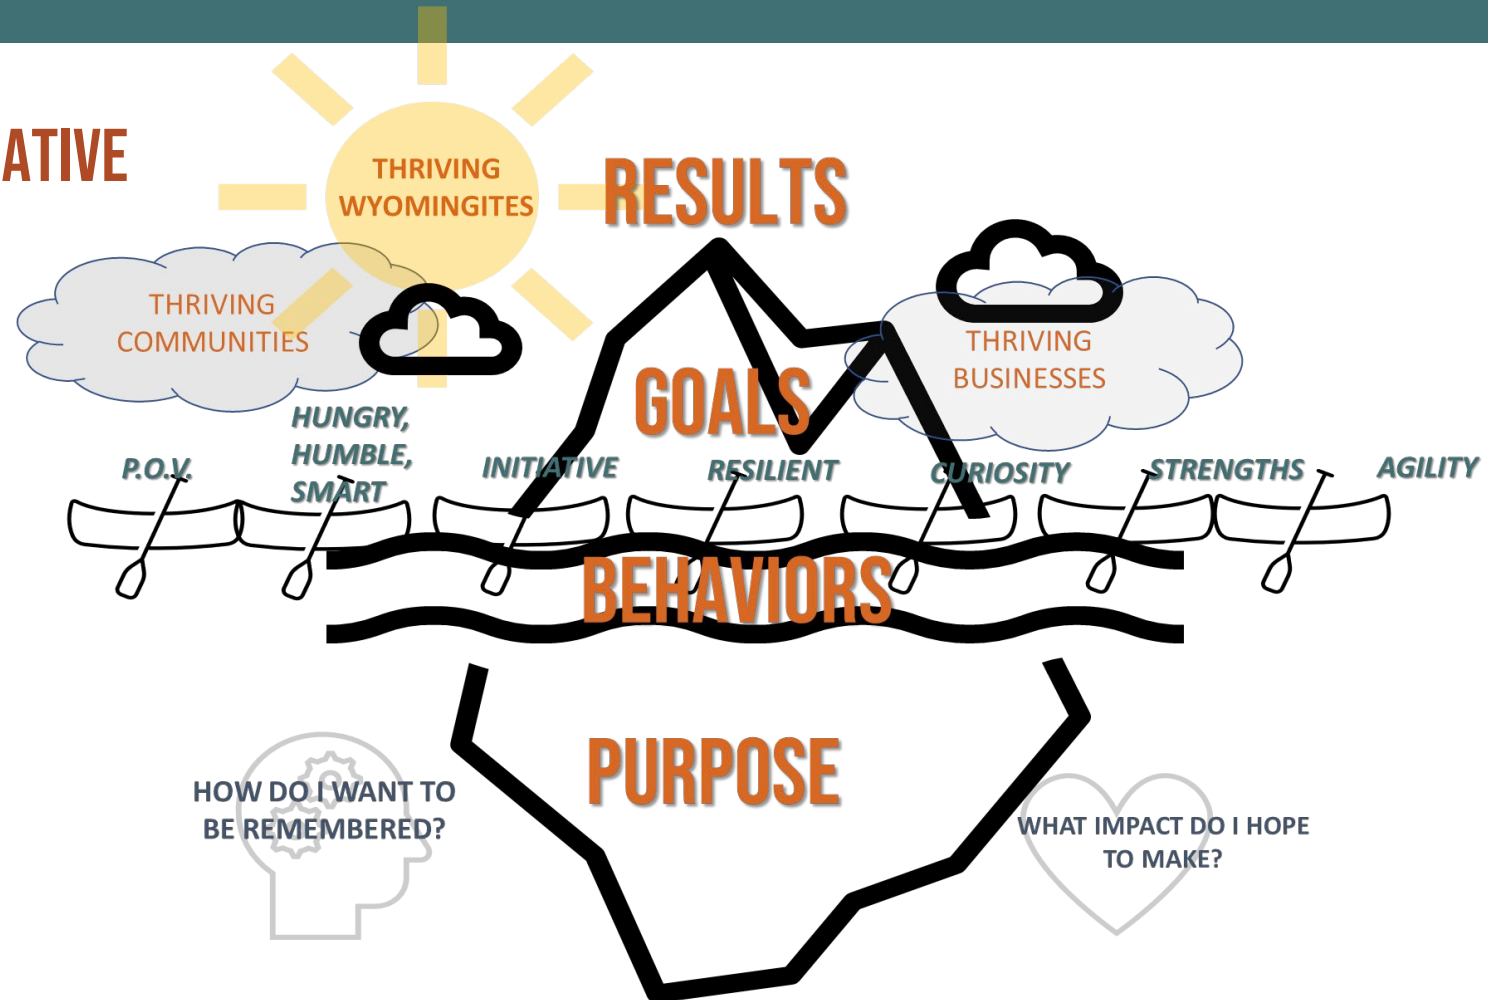 ATIVE
THRIVING
WYOMINGITES
RESULTS
THRIVING
COMMUNITIES
THRIVING
BUSINESSES
GOALS
P.O.V.
HUNGRY,
HUMBLE,
SMART
INITIATIVE
RESILIENT
CURIOSITY
STRENGTHS
AGILITY
BEHAVIORS
PURPOSE
HOW DO I WANT TO
BE REMEMBERED?
WHAT IMPACT DO I HOPE
TO MAKE?